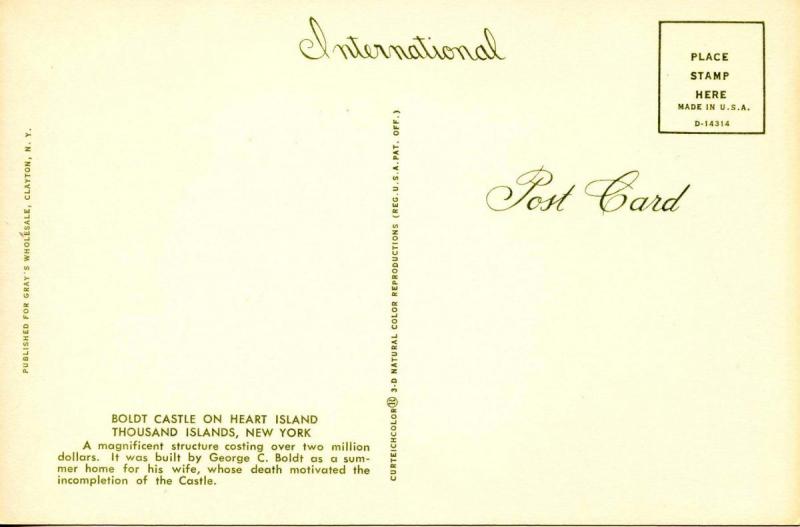 International
PLACE
STAMP
HERE
MADE IN U.S.A.
D-14314
Post Card
PUBLISHED FOR GRAY'S WHOLESALE, CLAYTON, N. Y.
CURTEICHCOLOR 3-D NATURAL COLOR REPRODUCTIONS (REG. U.S.A. PAT. OFF.)
BOLDT CASTLE ON HEART ISLAND
THOUSAND ISLANDS, NEW YORK
A magnificent structure costing over two million
dollars. It was built by George C. Boldt as a sum-
mer home for his wife, whose death motivated the
incompletion of the Castle.